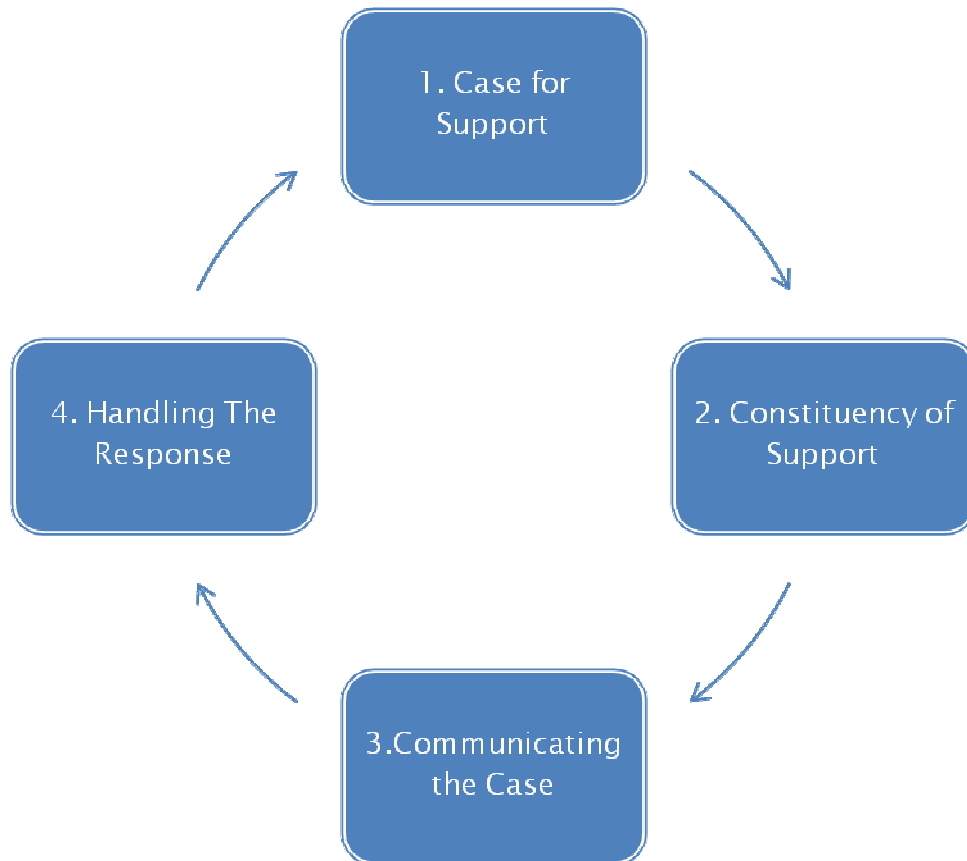 1. Case for
Support
2. Constituency of
Support
3.Communicating
the Case
4. Handling The
Response